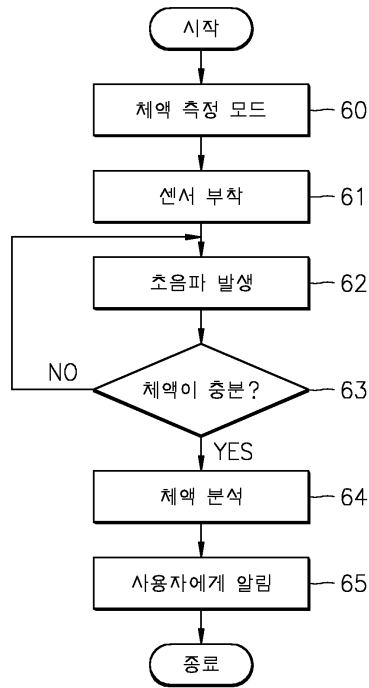 시작
체액 측정 모드 60
센서 부착 61
초음파 발생 62
체액이 충분? 63
NO
YES
체액 분석 64
사용자에게 알림 65
종료